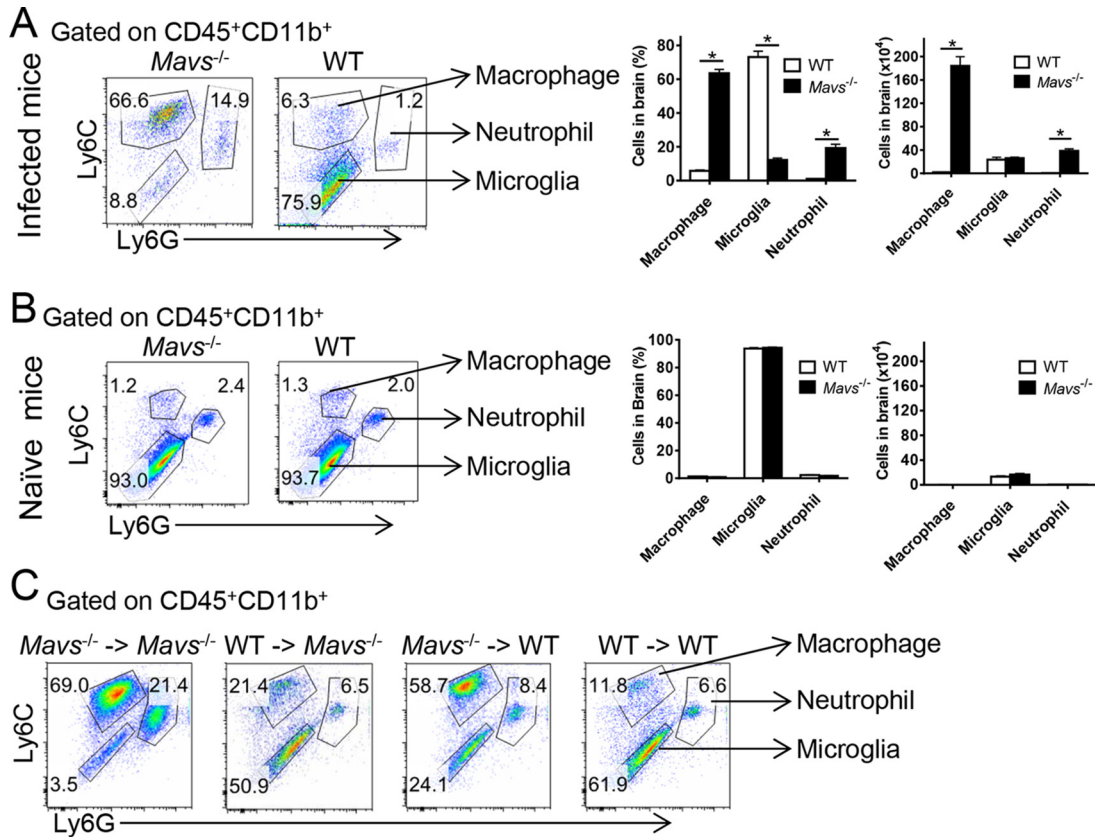 A Gated on CD45+CD11b+
Infected mice
Mavs-/-
WT
66.6 14.9
8.8
6.3 1.2
75.9
Ly6C
Ly6G
Macrophage
Neutrophil
Microglia
Cells in brain (%)
80
60
40
20
0
* * *
WT
Mavs-/-
Macrophage
Microglia
Neutrophil
Cells in brain (x10^4)
200
160
120
80
40
0
* *
WT
Mavs-/-
Macrophage
Microglia
Neutrophil
B Gated on CD45+CD11b+
Naïve mice
Mavs-/-
WT
1.2 2.4
93.0
1.3 2.0
93.7
Ly6C
Ly6G
Macrophage
Neutrophil
Microglia
Cells in Brain (%)
100
80
60
40
20
0
WT
Mavs-/-
Macrophage
Microglia
Neutrophil
Cells in brain (x10^4)
200
160
120
80
40
0
WT
Mavs-/-
Macrophage
Microglia
Neutrophil
C Gated on CD45+CD11b+
Mavs-/- -> Mavs-/- WT -> Mavs-/- Mavs-/- -> WT WT -> WT
69.0 21.4
3.5
21.4 6.5
50.9
58.7 8.4
24.1
11.8 6.6
61.9
Ly6C
Ly6G
Macrophage
Neutrophil
Microglia